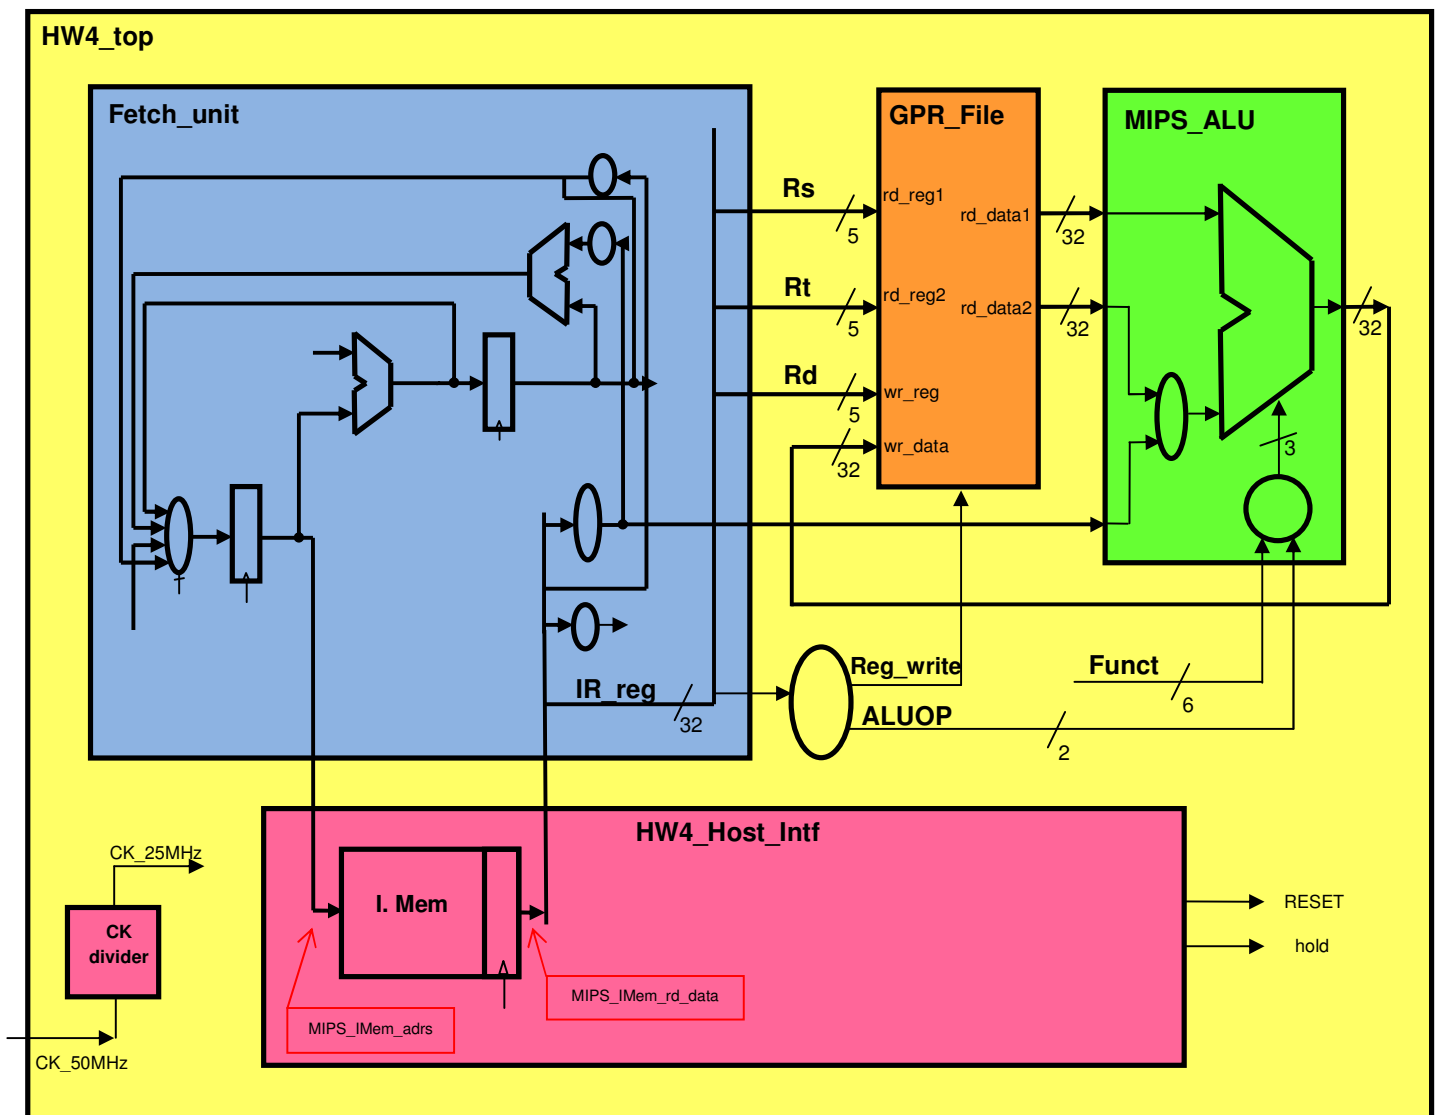 HW4_top
Fetch_unit
GPR_File
MIPS_ALU
Rs
5
rd_reg1
rd_data1
32
Rt
5
rd_reg2
rd_data2
32
32
Rd
5
wr_reg
32
wr_data
3
IR_reg
32
Reg_write
ALUOP
2
Funct
6
HW4_Host_Intf
CK_25MHz
CK
divider
CK_50MHz
I. Mem
MIPS_IMem_adrs
MIPS_IMem_rd_data
RESET
hold